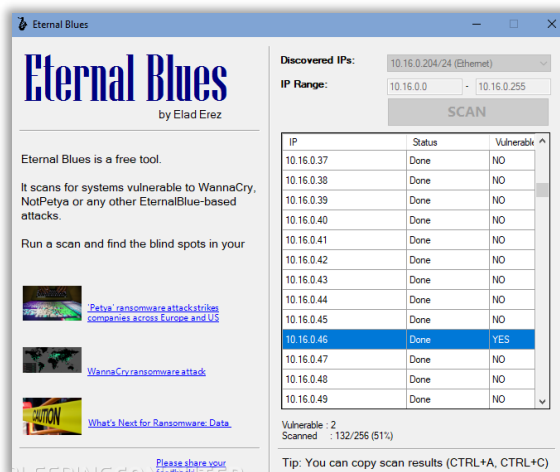 Eternal Blues
Eternal Blues
by Elad Erez
Eternal Blues is a free tool.
It scans for systems vulnerable to WannaCry,
NotPetya or any other EternalBlue-based
attacks.
Run a scan and find the blind spots in your
'Petya' ransomware attack strikes
companies across Europe and US
WannaCry ransomware attack
CAUTION
What's Next for Ransomware: Data
Please share your
Discovered IPs: 10.16.0.204/24 (Ethernet)
IP Range: 10.16.0.0 - 10.16.0.255
SCAN
IP Status Vulnerable
10.16.0.37 Done NO
10.16.0.38 Done NO
10.16.0.39 Done NO
10.16.0.40 Done NO
10.16.0.41 Done NO
10.16.0.42 Done NO
10.16.0.43 Done NO
10.16.0.44 Done NO
10.16.0.45 Done NO
10.16.0.46 Done YES
10.16.0.47 Done NO
10.16.0.48 Done NO
10.16.0.49 Done NO
Vulnerable : 2
Scanned : 132/256 (51%)
Tip: You can copy scan results (CTRL+A, CTRL+C)